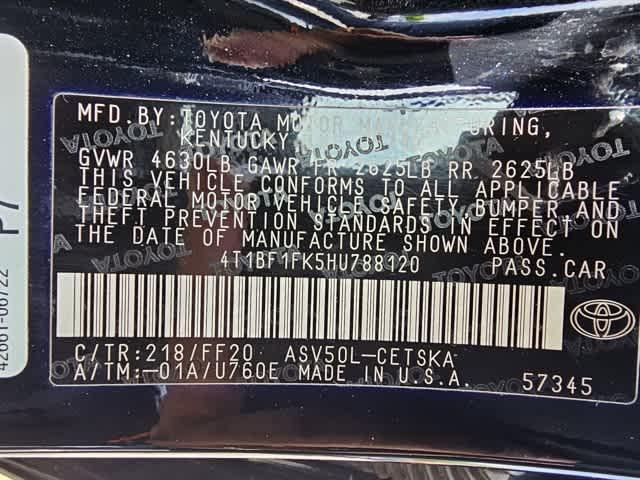 MFD. BY: TOYOTA MOTOR MANUFACTURING,
KENTUCKY
GVWR 4630LB GAWR FR 2625LB RR 2625LB
THIS VEHICLE CONFORMS TO ALL APPLICABLE
FEDERAL MOTOR VEHICLE SAFETY, BUMPER AND
THEFT PREVENTION STANDARDS IN EFFECT ON
THE DATE OF MANUFACTURE SHOWN ABOVE.
4T1BF1FK5HU788120 PASS.CAR
C/TR:218/FF20 ASV50L-CETSKA
A/TM:-01A/U760E MADE IN U.S.A. 57345